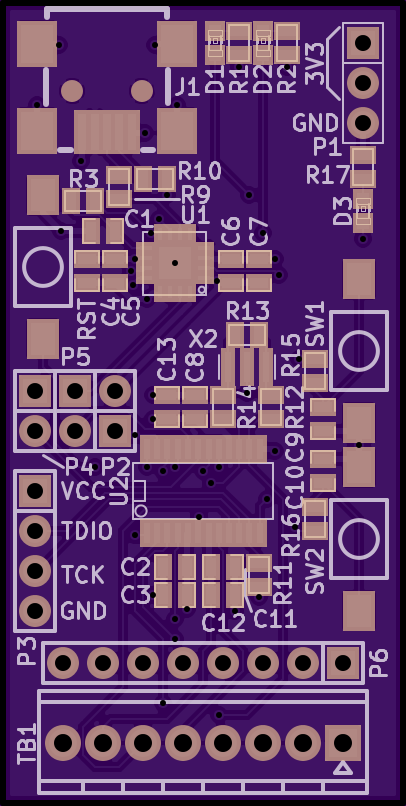 J1
D1
R1
D2
R2
3V3
GND
P1
R17
R3
R10
R9
D3
C1
U1
C6
C7
RST
C4
C5
R13
SW1
P5
C13
C8
X2
R15
R14
R12
P4 P2
U2
C10
C9
VCC
TDIO
TCK
GND
R16
SW2
C2
C3
R11
C12
C11
P3
P6
TB1